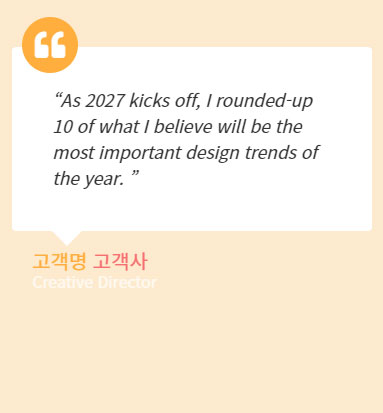 “As 2027 kicks off, I rounded-up
10 of what I believe will be the
most important design trends of
the year. ”
고객명 고객사
Creative Director